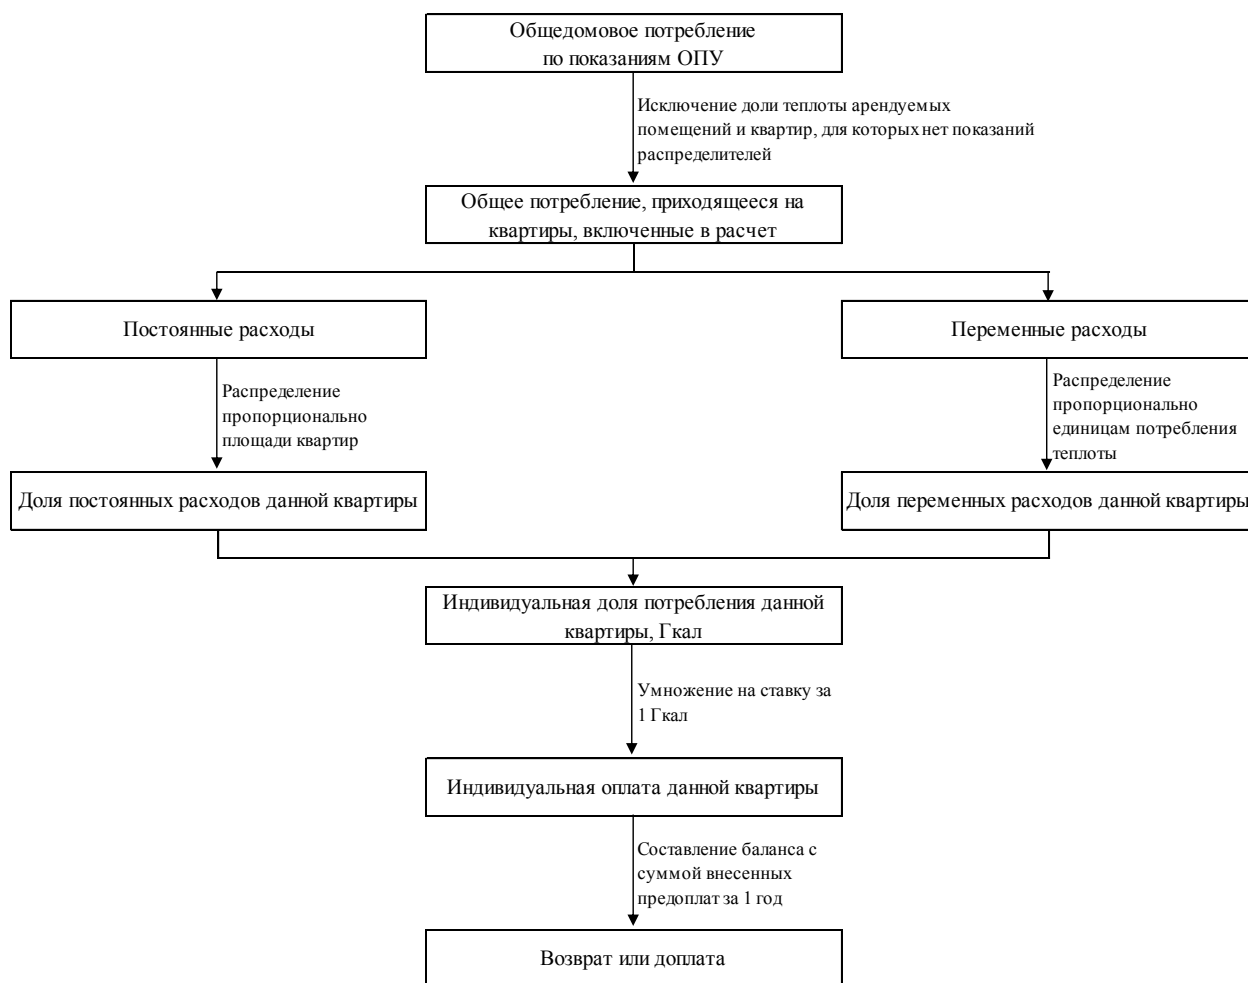 Общедомовое потребление
по показаниям ОПУ
Исключение доли теплоты арендуемых
помещений и квартир, для которых нет показаний
распределителей
Общее потребление, приходящееся на
квартиры, включенные в расчет
Постоянные расходы
Переменные расходы
Распределение
пропорционально
площади квартир
Распределение
пропорционально
единицам потребления
теплоты
Доля постоянных расходов данной квартиры
Доля переменных расходов данной квартиры
Индивидуальная доля потребления данной
квартиры, Гкал
Умножение на ставку за
1 Гкал
Индивидуальная оплата данной квартиры
Составление баланса с
суммой внесенных
предоплат за 1 год
Возврат или доплата